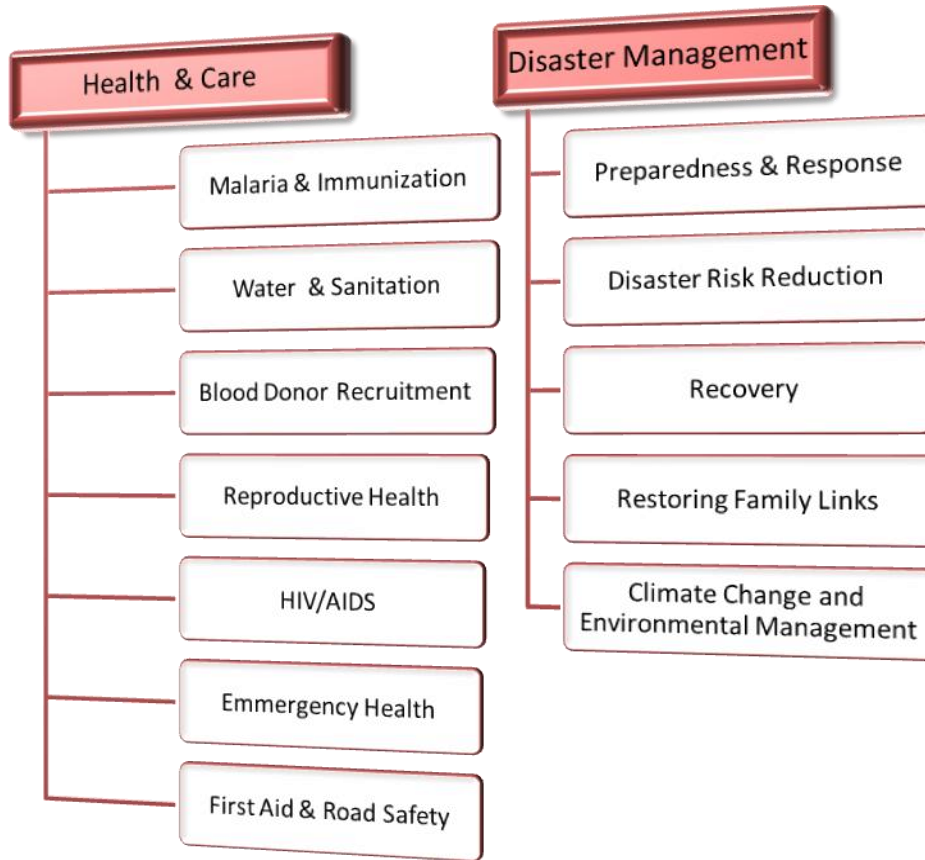 Health & Care
Malaria & Immunization
Water & Sanitation
Blood Donor Recruitment
Reproductive Health
HIV/AIDS
Emmergency Health
First Aid & Road Safety
Disaster Management
Preparedness & Response
Disaster Risk Reduction
Recovery
Restoring Family Links
Climate Change and
Environmental Management